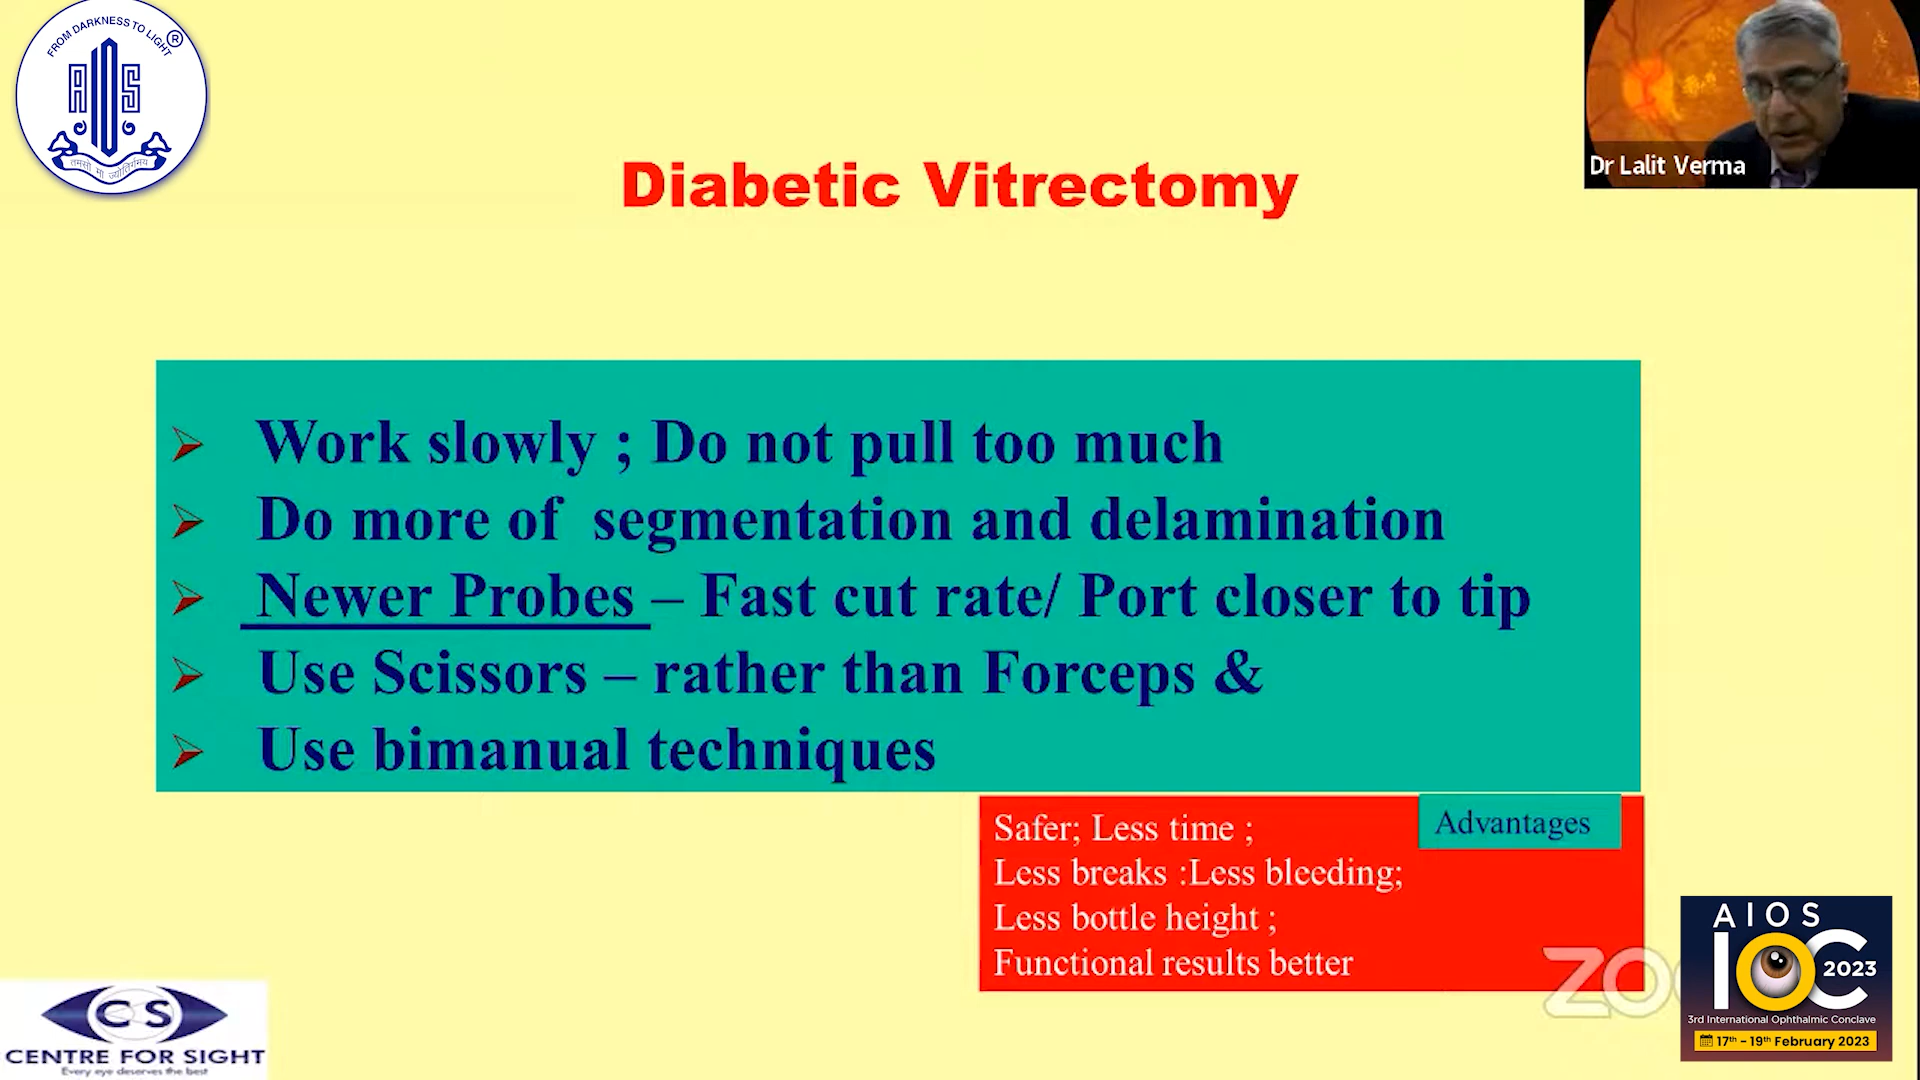 FROM DARKNESS TO LIGHT
®
AIOS
तमसो मा ज्योतिर्गमय
Dr Lalit Verma
Diabetic Vitrectomy
Work slowly ; Do not pull too much
Do more of segmentation and delamination
Newer Probes – Fast cut rate/ Port closer to tip
Use Scissors – rather than Forceps &
Use bimanual techniques
Advantages
Safer; Less time ;
Less breaks :Less bleeding;
Less bottle height ;
Functional results better
CS
CENTRE FOR SIGHT
Every eye deserves the best
AIOS
IOC 2023
3rd International Ophthalmic Conclave
17th - 19th February 2023